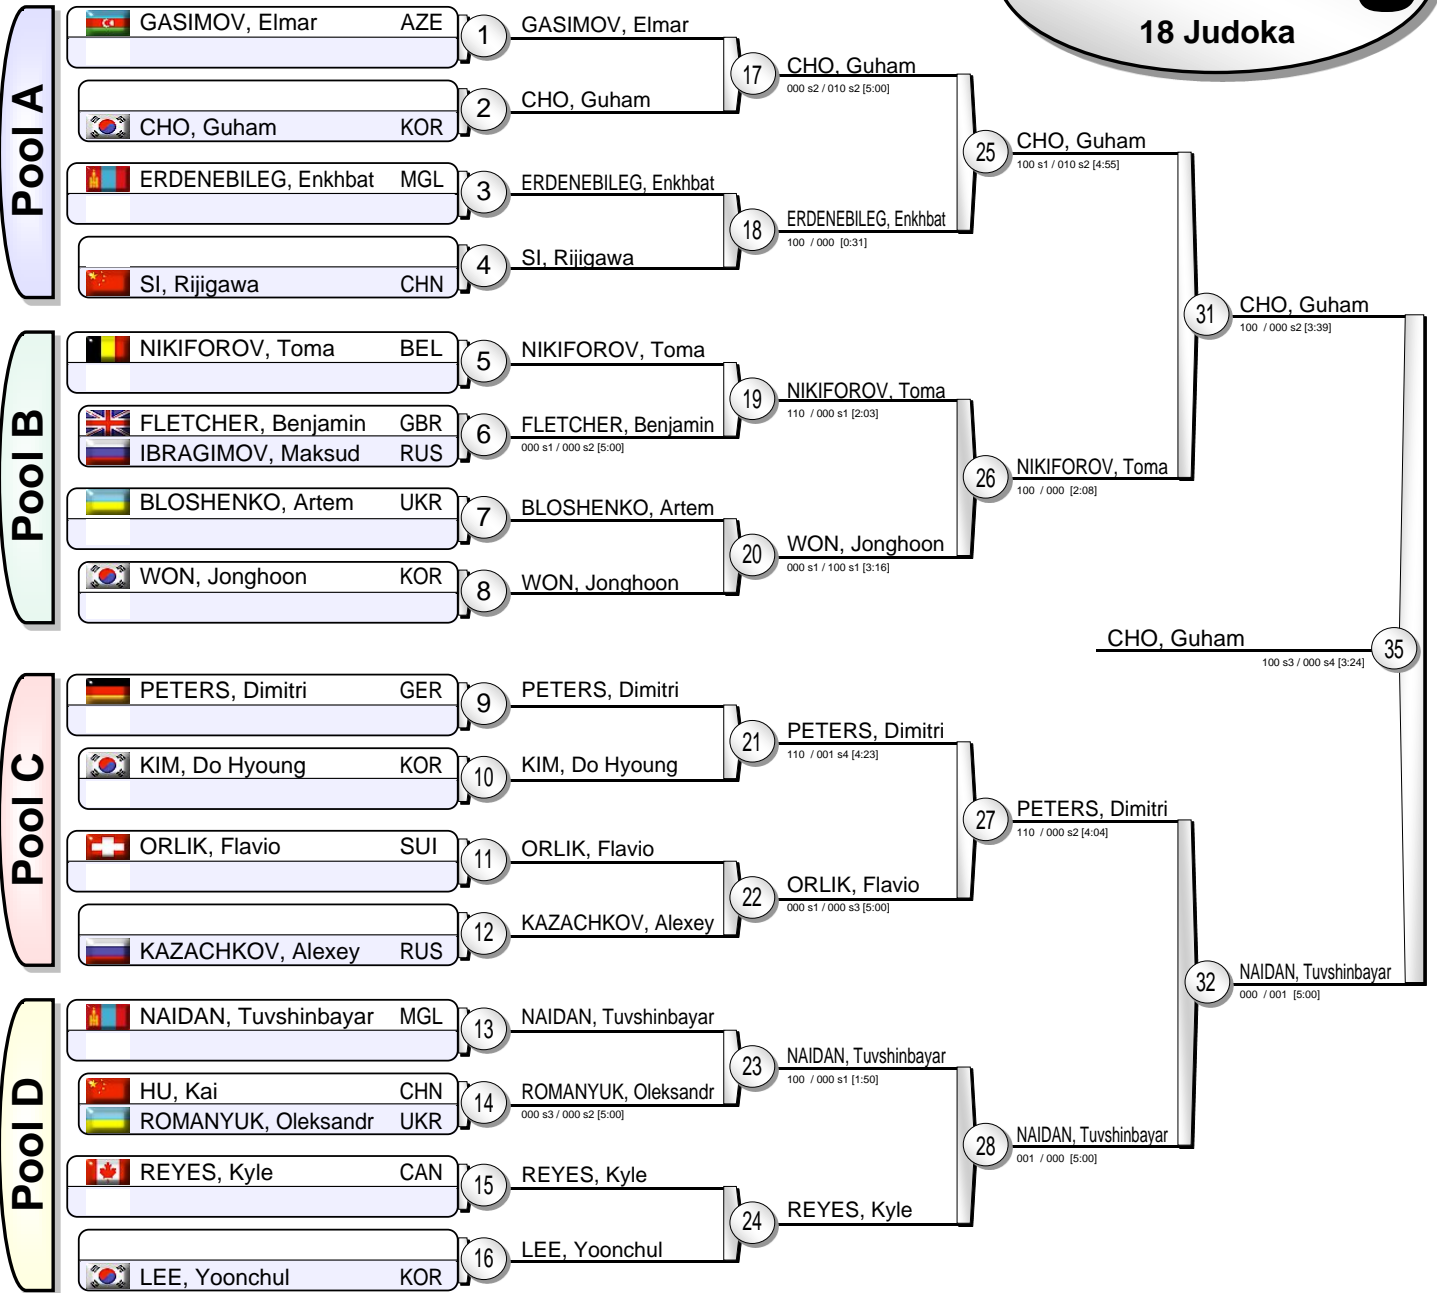 18 Judoka
Pool A
GASIMOV, Elmar AZE
1
GASIMOV, Elmar
CHO, Guham KOR
2
CHO, Guham
17
CHO, Guham
000 s2 / 010 s2 [5:00]
ERDENEBILEG, Enkhbat MGL
3
ERDENEBILEG, Enkhbat
SI, Rijigawa CHN
4
SI, Rijigawa
18
ERDENEBILEG, Enkhbat
100 / 000 [0:31]
25
CHO, Guham
100 s1 / 010 s2 [4:55]
Pool B
NIKIFOROV, Toma BEL
5
NIKIFOROV, Toma
FLETCHER, Benjamin GBR
IBRAGIMOV, Maksud RUS
6
FLETCHER, Benjamin
000 s1 / 000 s2 [5:00]
19
NIKIFOROV, Toma
110 / 000 s1 [2:03]
BLOSHENKO, Artem UKR
7
BLOSHENKO, Artem
WON, Jonghoon KOR
8
WON, Jonghoon
20
WON, Jonghoon
000 s1 / 100 s1 [3:16]
26
NIKIFOROV, Toma
100 / 000 [2:08]
31
CHO, Guham
100 / 000 s2 [3:39]
CHO, Guham
100 s3 / 000 s4 [3:24]
35
Pool C
PETERS, Dimitri GER
9
PETERS, Dimitri
KIM, Do Hyoung KOR
10
KIM, Do Hyoung
21
PETERS, Dimitri
110 / 001 s4 [4:23]
ORLIK, Flavio SUI
11
ORLIK, Flavio
KAZACHKOV, Alexey RUS
12
KAZACHKOV, Alexey
22
ORLIK, Flavio
000 s1 / 000 s3 [5:00]
27
PETERS, Dimitri
110 / 000 s2 [4:04]
Pool D
NAIDAN, Tuvshinbayar MGL
13
NAIDAN, Tuvshinbayar
HU, Kai CHN
ROMANYUK, Oleksandr UKR
14
ROMANYUK, Oleksandr
000 s3 / 000 s2 [5:00]
23
NAIDAN, Tuvshinbayar
100 / 000 s1 [1:50]
REYES, Kyle CAN
15
REYES, Kyle
LEE, Yoonchul KOR
16
LEE, Yoonchul
24
REYES, Kyle
28
NAIDAN, Tuvshinbayar
001 / 000 [5:00]
32
NAIDAN, Tuvshinbayar
000 / 001 [5:00]